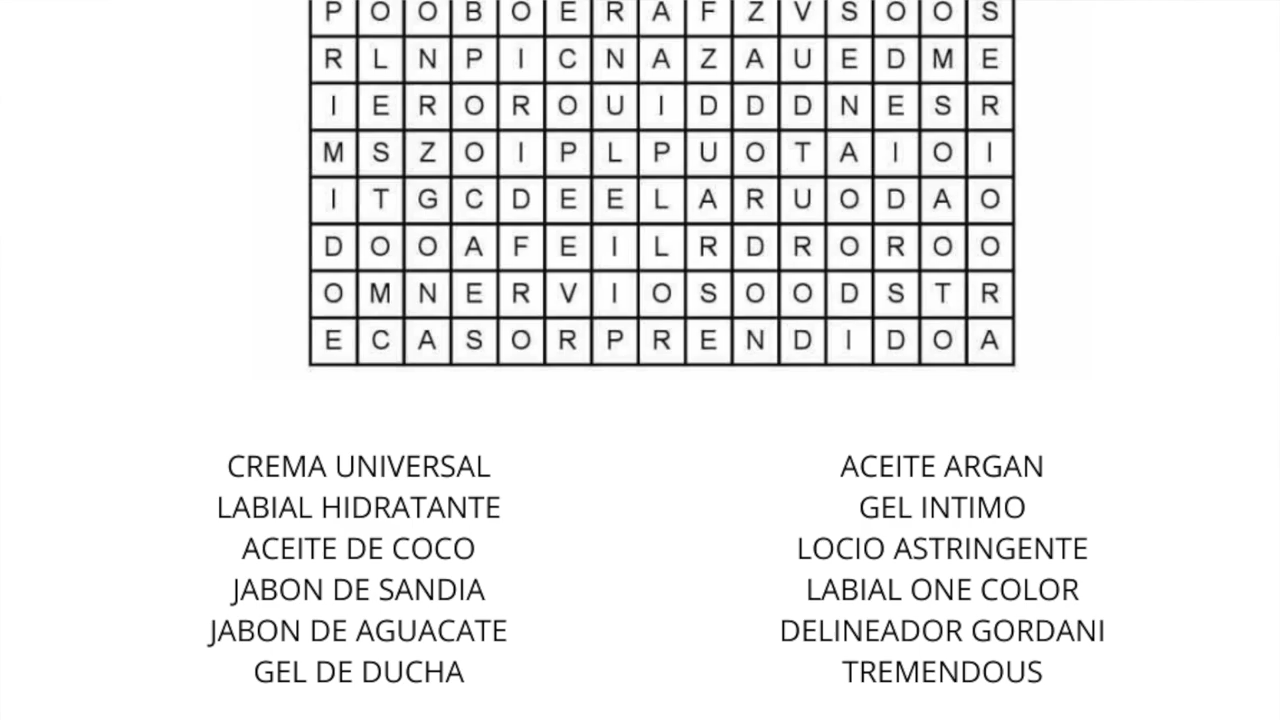 P O O B O E R A F Z V S O O S
R L N P I C N A Z A U E D M E
I E R O R O U I D D D N E S R
M S Z O I P L P U O T A I O I
I T G C D E E L A R U O D A O
D O O A F E I L R D R O R O O
O M N E R V I O S O O D S T R
E C A S O R P R E N D I D O A
CREMA UNIVERSAL
LABIAL HIDRATANTE
ACEITE DE COCO
JABON DE SANDIA
JABON DE AGUACATE
GEL DE DUCHA
ACEITE ARGAN
GEL INTIMO
LOCIO ASTRINGENTE
LABIAL ONE COLOR
DELINEADOR GORDANI
TREMENDOUS